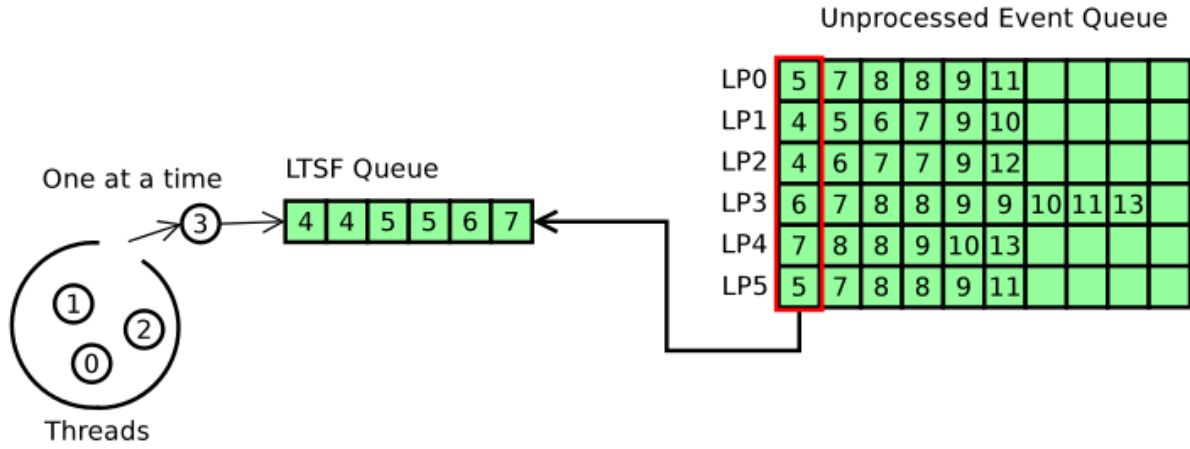 Unprocessed Event Queue
LP0 5 7 8 8 9 11
LP1 4 5 6 7 9 10
LP2 4 6 7 7 9 12
LP3 6 7 8 8 9 9 10 11 13
LP4 7 8 8 9 10 13
LP5 5 7 8 8 9 11
LTSF Queue
4 4 5 5 6 7
One at a time
3
1
2
0
Threads